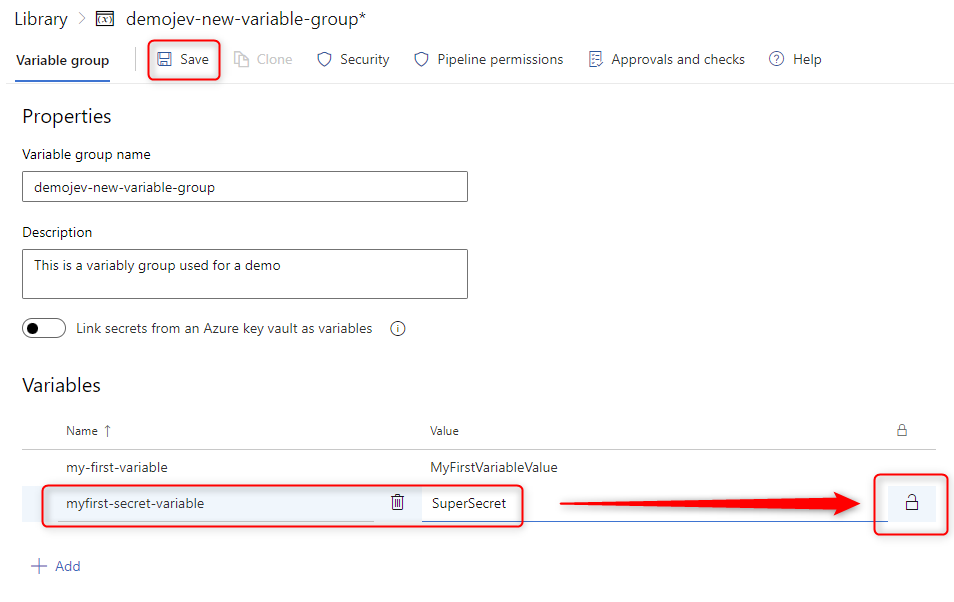 Library > (x) demojev-new-variable-group*
Variable group Save Clone Security Pipeline permissions Approvals and checks ? Help
Properties
Variable group name
demojev-new-variable-group
Description
This is a variably group used for a demo
Link secrets from an Azure key vault as variables i
Variables
Name ↑ Value
my-first-variable MyFirstVariableValue
myfirst-secret-variable SuperSecret
+ Add